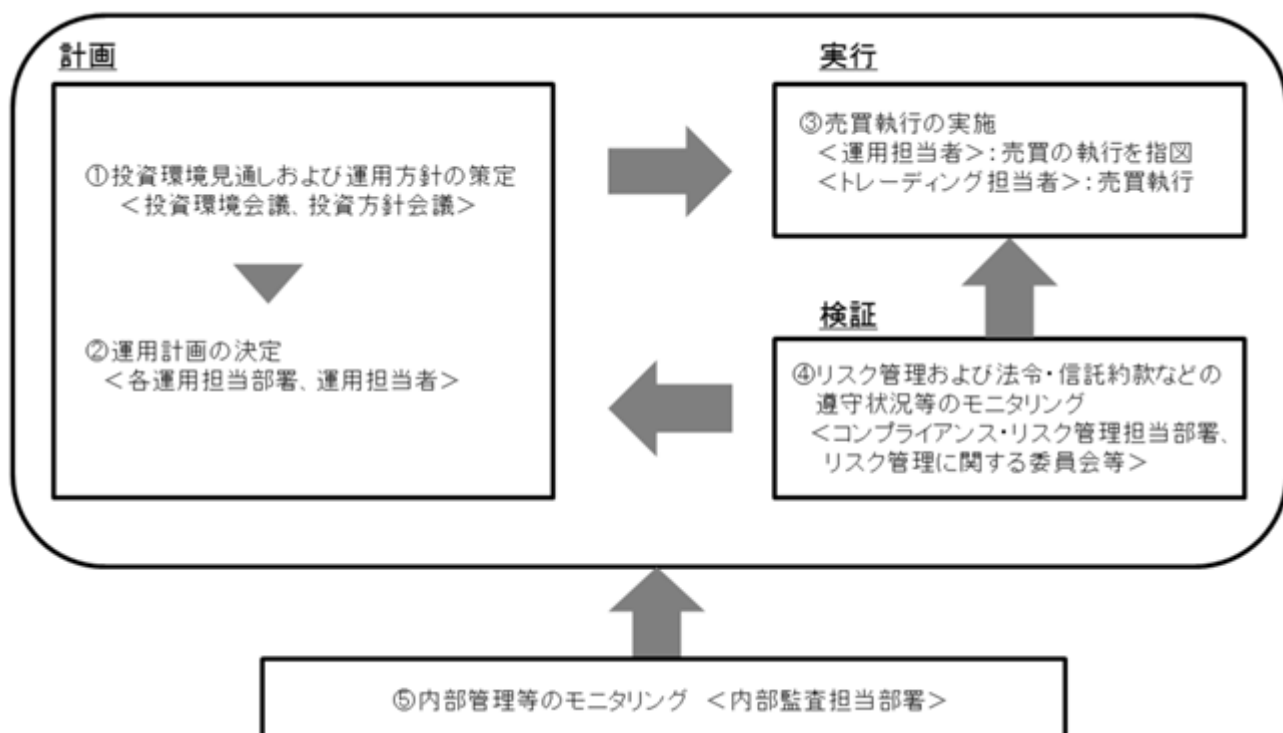 計画
①投資環境見通しおよび運用方針の策定
＜投資環境会議、投資方針会議＞
②運用計画の決定
＜各運用担当部署、運用担当者＞
実行
③売買執行の実施
＜運用担当者＞：売買の執行を指図
＜トレーディング担当者＞：売買執行
検証
④リスク管理および法令・信託約款などの
遵守状況等のモニタリング
＜コンプライアンス・リスク管理担当部署、
リスク管理に関する委員会等＞
⑤内部管理等のモニタリング ＜内部監査担当部署＞